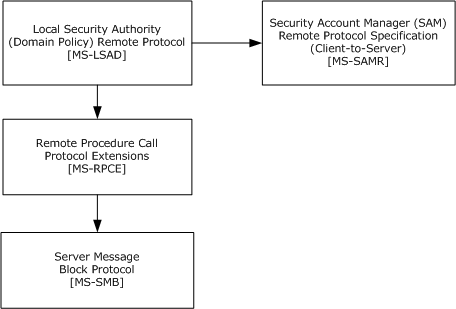 Local Security Authority
(Domain Policy) Remote Protocol
[MS-LSAD]
Security Account Manager (SAM)
Remote Protocol Specification
(Client-to-Server)
[MS-SAMR]
Remote Procedure Call
Protocol Extensions
[MS-RPCE]
Server Message
Block Protocol
[MS-SMB]